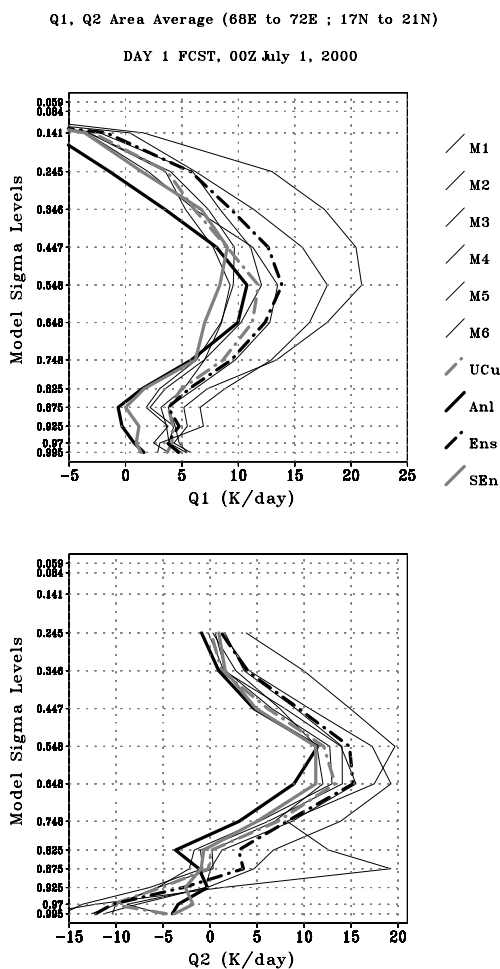 Q1, Q2 Area Average (68E to 72E ; 17N to 21N)
DAY 1 FCST, 00Z July 1, 2000
Model Sigma Levels
0.059
0.084
0.141
0.245
0.346
0.447
0.548
0.648
0.748
0.825
0.875
0.925
0.97
0.995
-5 0 5 10 15 20 25
Q1 (K/day)
M1
M2
M3
M4
M5
M6
UCu
Anl
Ens
SEn
Model Sigma Levels
0.059
0.084
0.141
0.245
0.346
0.447
0.548
0.648
0.748
0.825
0.875
0.925
0.97
0.995
-15 -10 -5 0 5 10 15 20
Q2 (K/day)